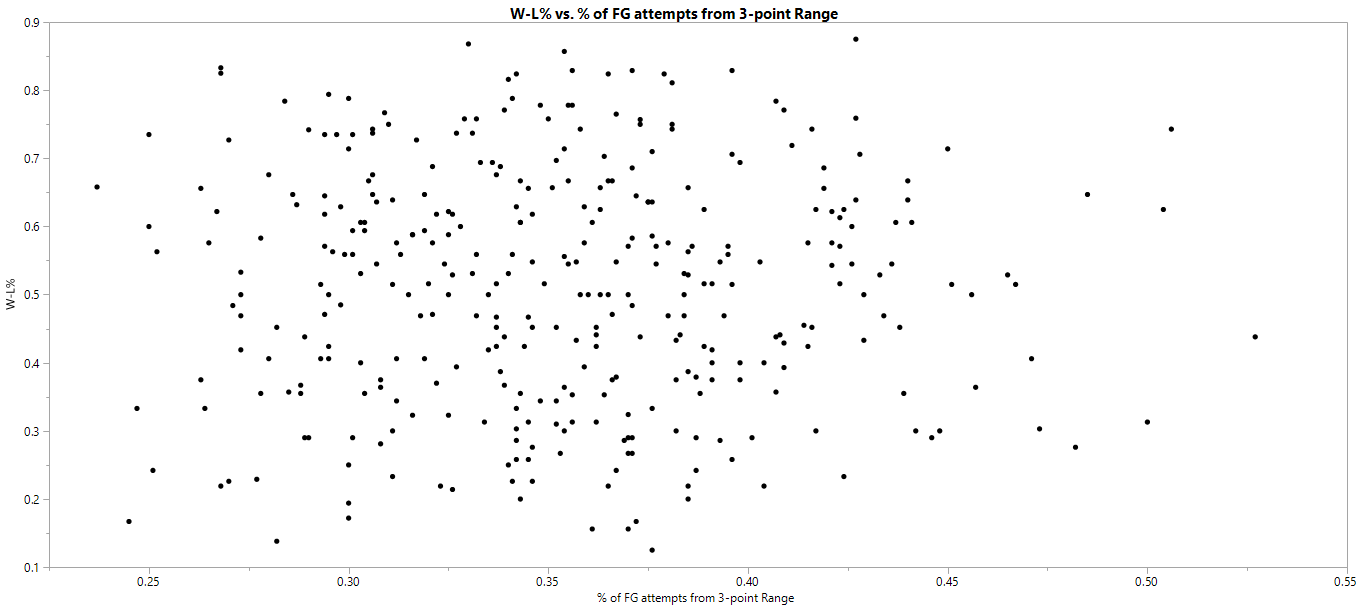 W-L% vs. % of FG attempts from 3-point Range
0.9
0.8
0.7
0.6
0.5
0.4
0.3
0.2
0.1
W-L%
0.25 0.30 0.35 0.40 0.45 0.50 0.55
% of FG attempts from 3-point Range